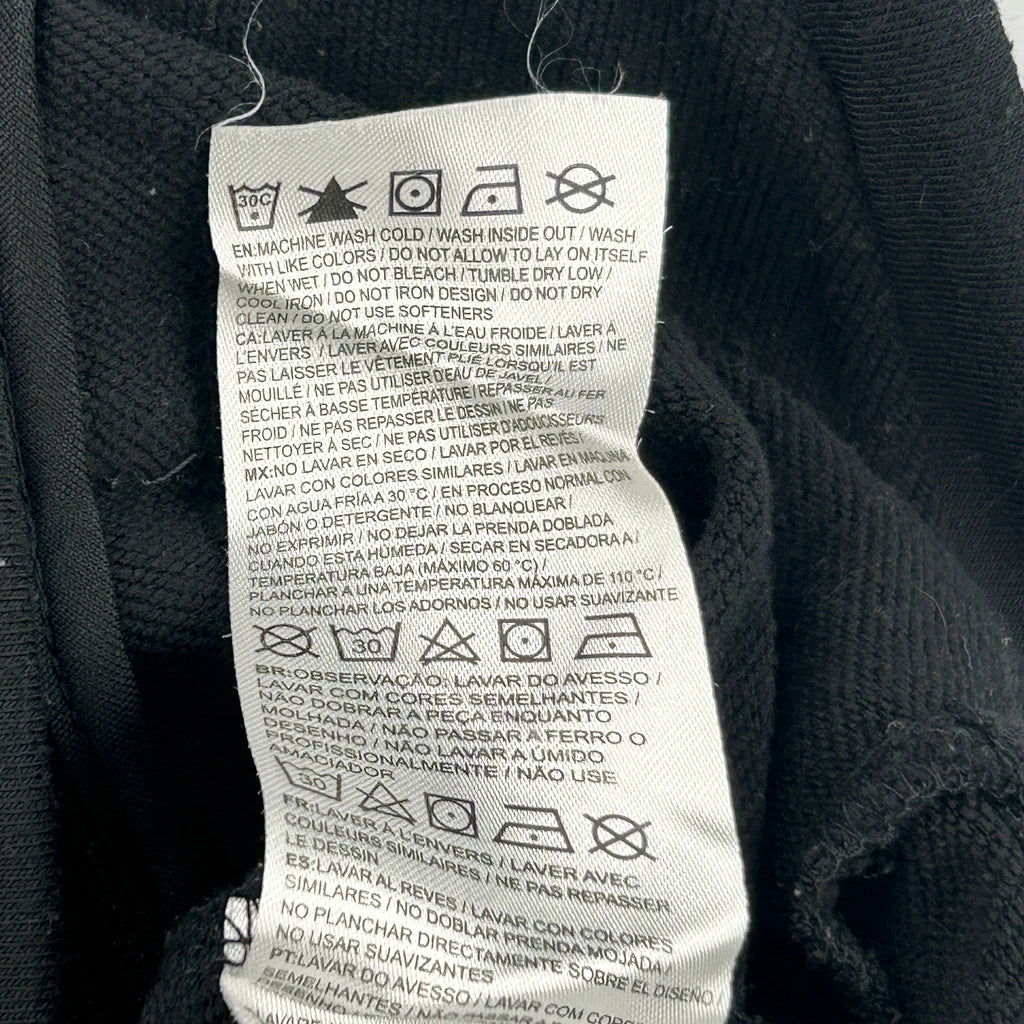 30C
EN:MACHINE WASH COLD / WASH INSIDE OUT / WASH
WITH LIKE COLORS / DO NOT ALLOW TO LAY ON ITSELF
WHEN WET / DO NOT BLEACH / TUMBLE DRY LOW /
COOL IRON / DO NOT IRON DESIGN / DO NOT DRY
CLEAN / DO NOT USE SOFTENERS
CA:LAVER À LA MACHINE À L'EAU FROIDE / LAVER À
L'ENVERS / LAVER AVEC COULEURS SIMILAIRES / NE
PAS LAISSER LE VÊTEMENT PLIÉ LORSQU'IL EST
MOUILLÉ / NE PAS UTILISER D'EAU DE JAVEL /
SÉCHER À BASSE TEMPÉRATURE / REPASSER AU FER
FROID / NE PAS REPASSER LE DESSIN / NE PAS
NETTOYER À SEC / NE PAS UTILISER D'ADOUCISSEURS
MX:NO LAVAR EN SECO / LAVAR POR EL REVES /
LAVAR CON COLORES SIMILARES / LAVAR EN MAQUINA
CON AGUA FRÍA A 30 °C / EN PROCESO NORMAL CON
JABÓN O DETERGENTE / NO BLANQUEAR /
NO EXPRIMIR / NO DEJAR LA PRENDA DOBLADA
CUANDO ESTA HÚMEDA / SECAR EN SECADORA A /
TEMPERATURA BAJA (MÁXIMO 60 °C) /
PLANCHAR A UNA TEMPERATURA MÁXIMA DE 110 °C /
NO PLANCHAR LOS ADORNOS / NO USAR SUAVIZANTE
30
BR:OBSERVAÇÃO: LAVAR DO AVESSO /
LAVAR COM CORES SEMELHANTES /
NÃO DOBRAR A PEÇA ENQUANTO
MOLHADA / NÃO PASSAR A FERRO O
DESENHO / NÃO LAVAR A ÚMIDO
PROFISSIONALMENTE / NÃO USE
AMACIADOR
30
FR:LAVER À L'ENVERS / LAVER AVEC
COULEURS SIMILAIRES / NE PAS REPASSER
LE DESSIN
ES:LAVAR AL REVES / LAVAR CON COLORES
SIMILARES / NO DOBLAR PRENDA MOJADA /
NO PLANCHAR DIRECTAMENTE SOBRE EL DISEÑO /
NO USAR SUAVIZANTES
PT:LAVAR DO AVESSO / LAVAR COM
SEMELHANTES / NÃO PASSAR A